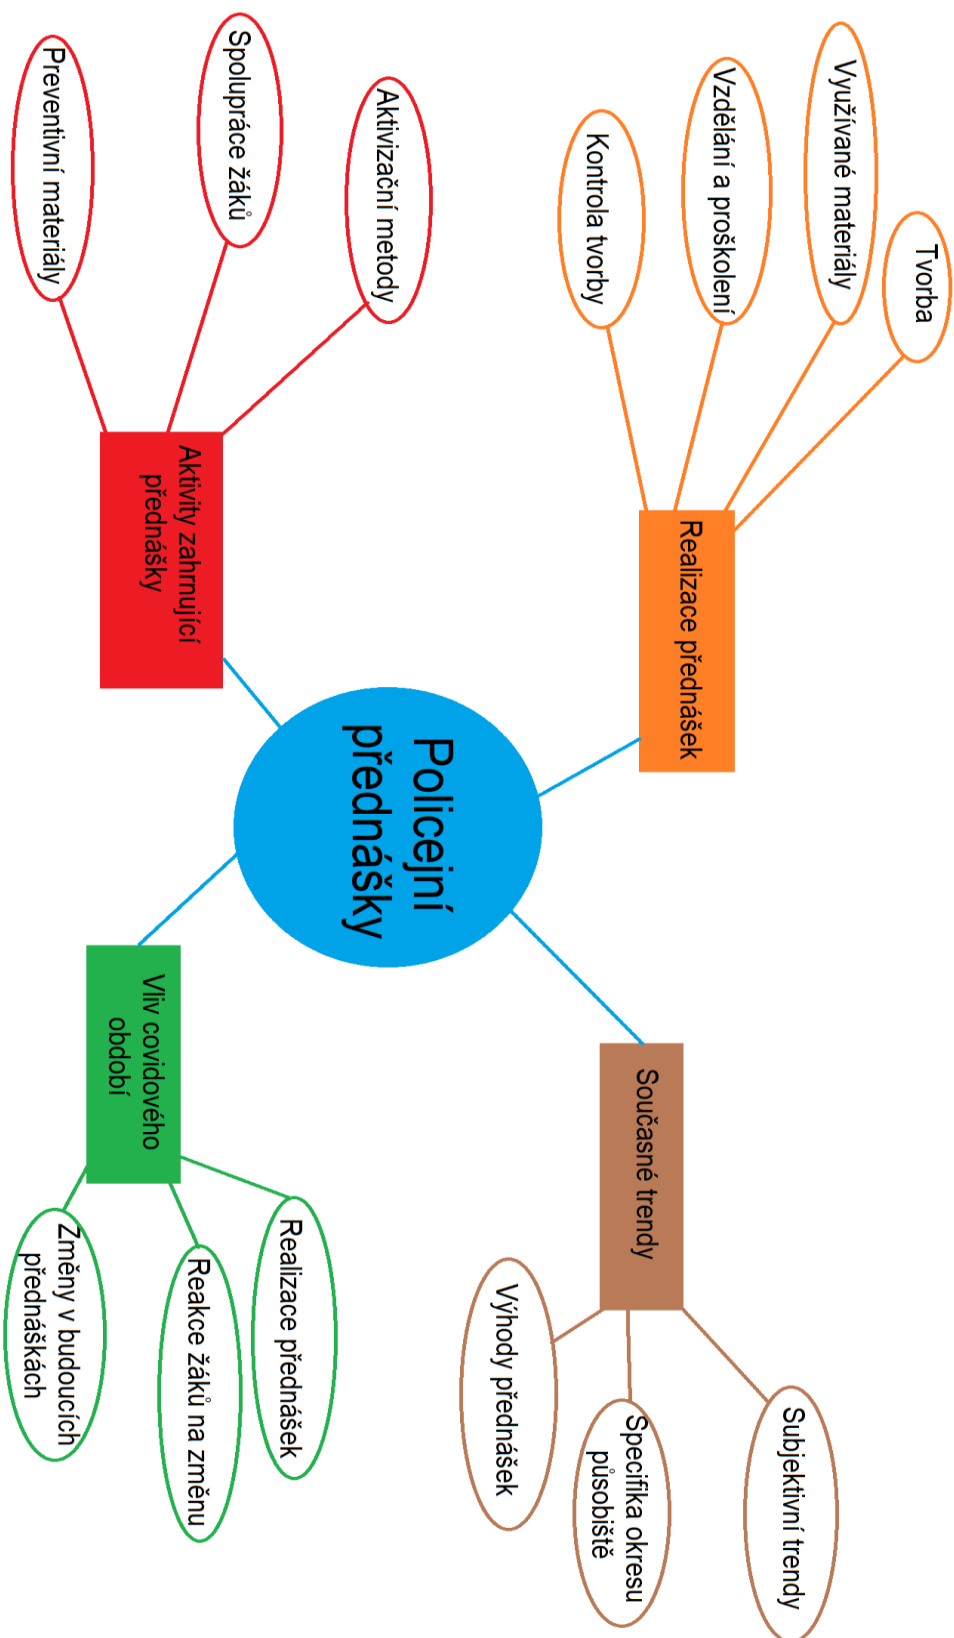 Tvorba
Využívané materiály
Vzdělání a proškolení
Kontrola tvorby
Realizace přednášek
Současné trendy
Subjektivní trendy
Specifika okresu
působiště
Výhody přednášek
Policejní
přednášky
Aktivizační metody
Spolupráce žáků
Preventivní materiály
Aktivity zahrnující
přednášky
Vliv covidového
období
Realizace přednášek
Reakce žáků na změnu
Změny v budoucích
přednáškách